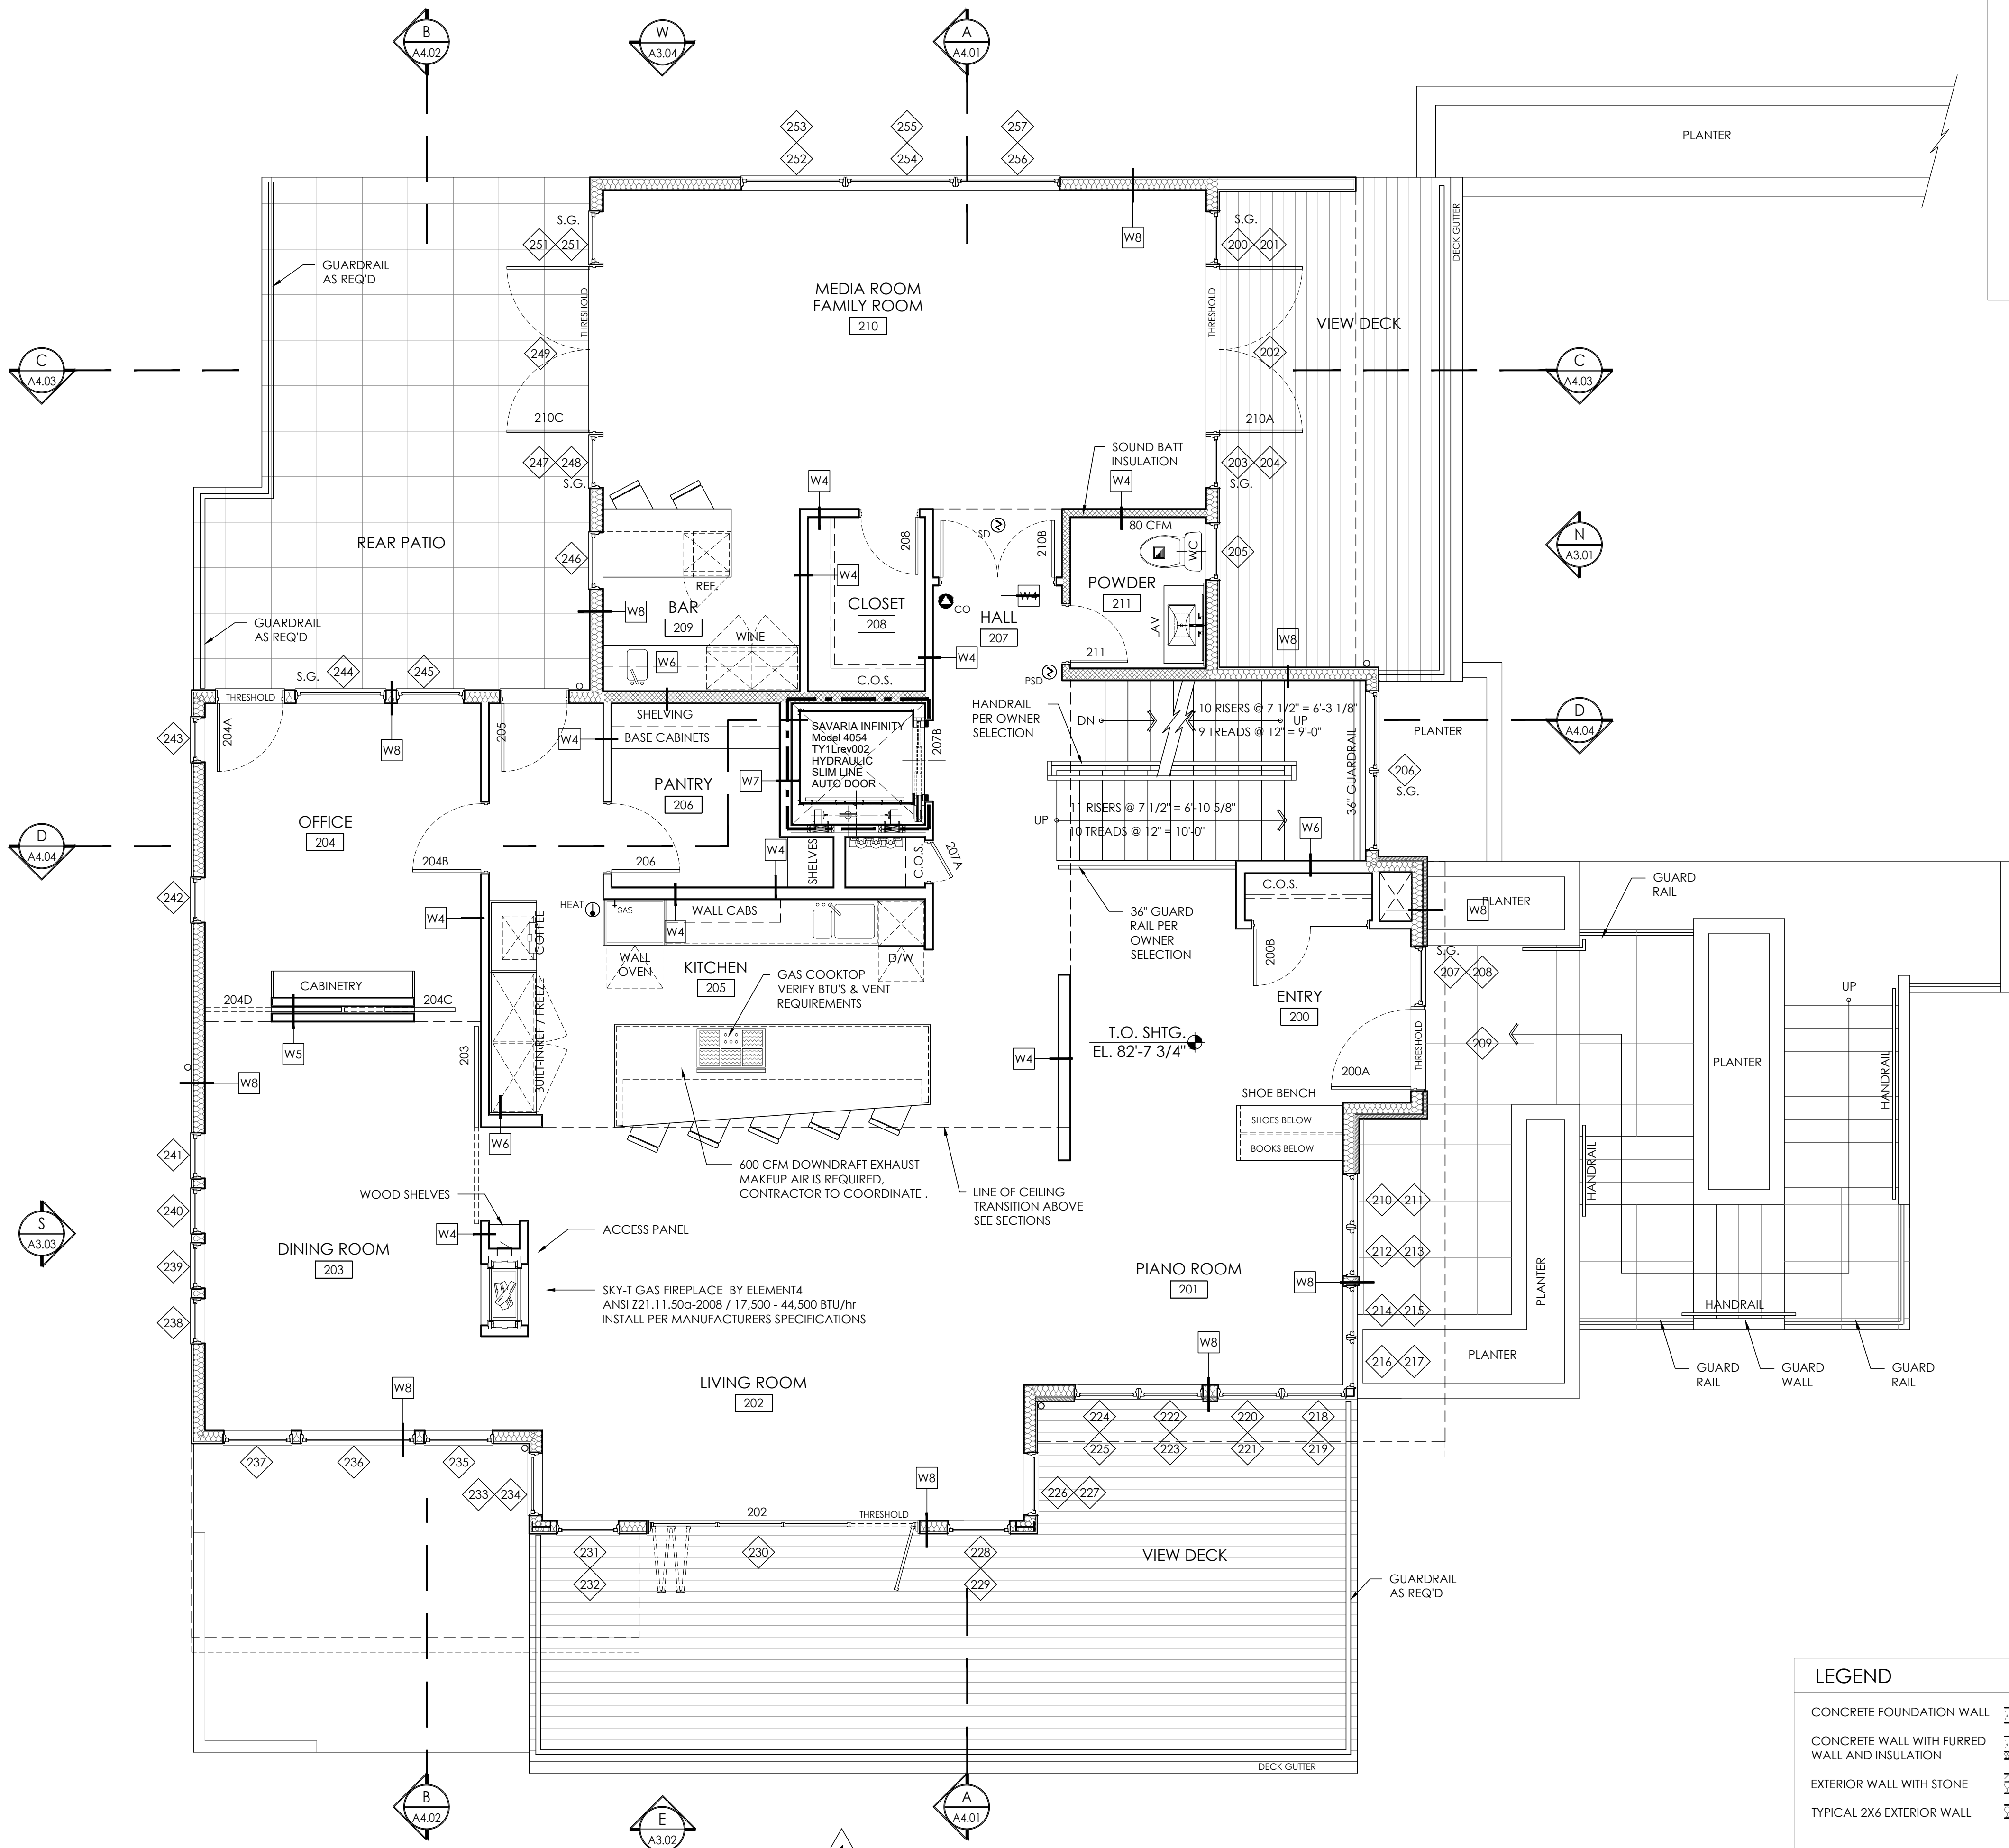 B
A4.02
W
A3.04
A
A4.01
253
255
257
252
254
256
PLANTER
S.G.
251
251
W8
S.G.
200
201
DECK GUTTER
GUARDRAIL
AS REQ'D
THRESHOLD
MEDIA ROOM
FAMILY ROOM
210
THRESHOLD
VIEW DECK
C
A4.03
249
202
C
A4.03
210C
210A
247
248
S.G.
SOUND BATT
INSULATION
203
204
S.G.
W4
W4
80 CFM
REAR PATIO
246
REF.
208
SD
210B
WC
205
N
A3.01
W4
POWDER
211
BAR
209
CLOSET
208
CO
W4
HALL
207
W8
GUARDRAIL
AS REQ'D
WINE
LAV
W8
W6
W4
211
S.G.
244
245
C.O.S.
PSD
THRESHOLD
243
204A
W8
205
W4
SHELVING
BASE CABINETS
SAVARIA INFINITY
Model 4054
TY1Lrev002
HYDRAULIC
SLIM LINE
AUTO DOOR
207B
HANDRAIL
PER OWNER
SELECTION
DN
10 RISERS @ 7 1/2" = 6'-3 1/8"
UP
9 TREADS @ 12" = 9'-0"
36" GUARDRAIL
PLANTER
D
A4.04
206
S.G.
PANTRY
206
W7
OFFICE
204
UP
11 RISERS @ 7 1/2" = 6'-10 5/8"
10 TREADS @ 12" = 10'-0"
W6
D
A4.04
204B
206
W4
SHELVES
C.O.S.
207A
242
W4
HEAT
GAS
WALL CABS
W4
C.O.S.
W8
PLANTER
GUARD
RAIL
COFFEE
WALL
OVEN
D/W
36" GUARD
RAIL PER
OWNER
SELECTION
200B
S.G.
207
208
KITCHEN
205
GAS COOKTOP
VERIFY BTU'S & VENT
REQUIREMENTS
CABINETRY
204D
204C
BUILT-IN-REF / FREEZE
ENTRY
200
UP
W5
203
W4
T.O. SHTG.
EL. 82'-7 3/4"
THRESHOLD
209
PLANTER
HANDRAIL
W8
200A
SHOE BENCH
SHOES BELOW
BOOKS BELOW
241
W6
600 CFM DOWNDRAFT EXHAUST
MAKEUP AIR IS REQUIRED,
CONTRACTOR TO COORDINATE .
LINE OF CEILING
TRANSITION ABOVE
SEE SECTIONS
HANDRAIL
WOOD SHELVES
240
210
211
S
A3.03
W4
ACCESS PANEL
DINING ROOM
203
239
212
213
PIANO ROOM
201
W8
PLANTER
SKY-T GAS FIREPLACE BY ELEMENT4
ANSI Z21.11.50a-2008 / 17,500 - 44,500 BTU/hr
INSTALL PER MANUFACTURERS SPECIFICATIONS
238
214
215
HANDRAIL
W8
216
217
PLANTER
GUARD
RAIL
GUARD
WALL
GUARD
RAIL
LIVING ROOM
202
W8
224
222
220
218
225
223
221
219
237
236
235
233
234
W8
226
227
202
THRESHOLD
231
230
228
232
229
VIEW DECK
GUARDRAIL
AS REQ'D
DECK GUTTER
B
A4.02
E
A3.02
A
A4.01
LEGEND
CONCRETE FOUNDATION WALL
CONCRETE WALL WITH FURRED
WALL AND INSULATION
EXTERIOR WALL WITH STONE
TYPICAL 2X6 EXTERIOR WALL